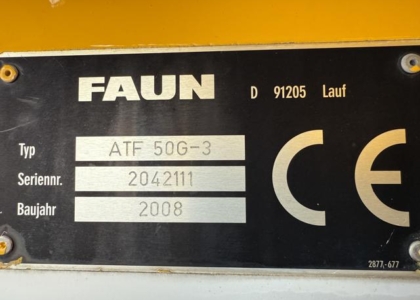 FAUN D 91205 Lauf
Typ ATF 50G-3
Seriennr. 2042111
Baujahr 2008
CE
2877.-677